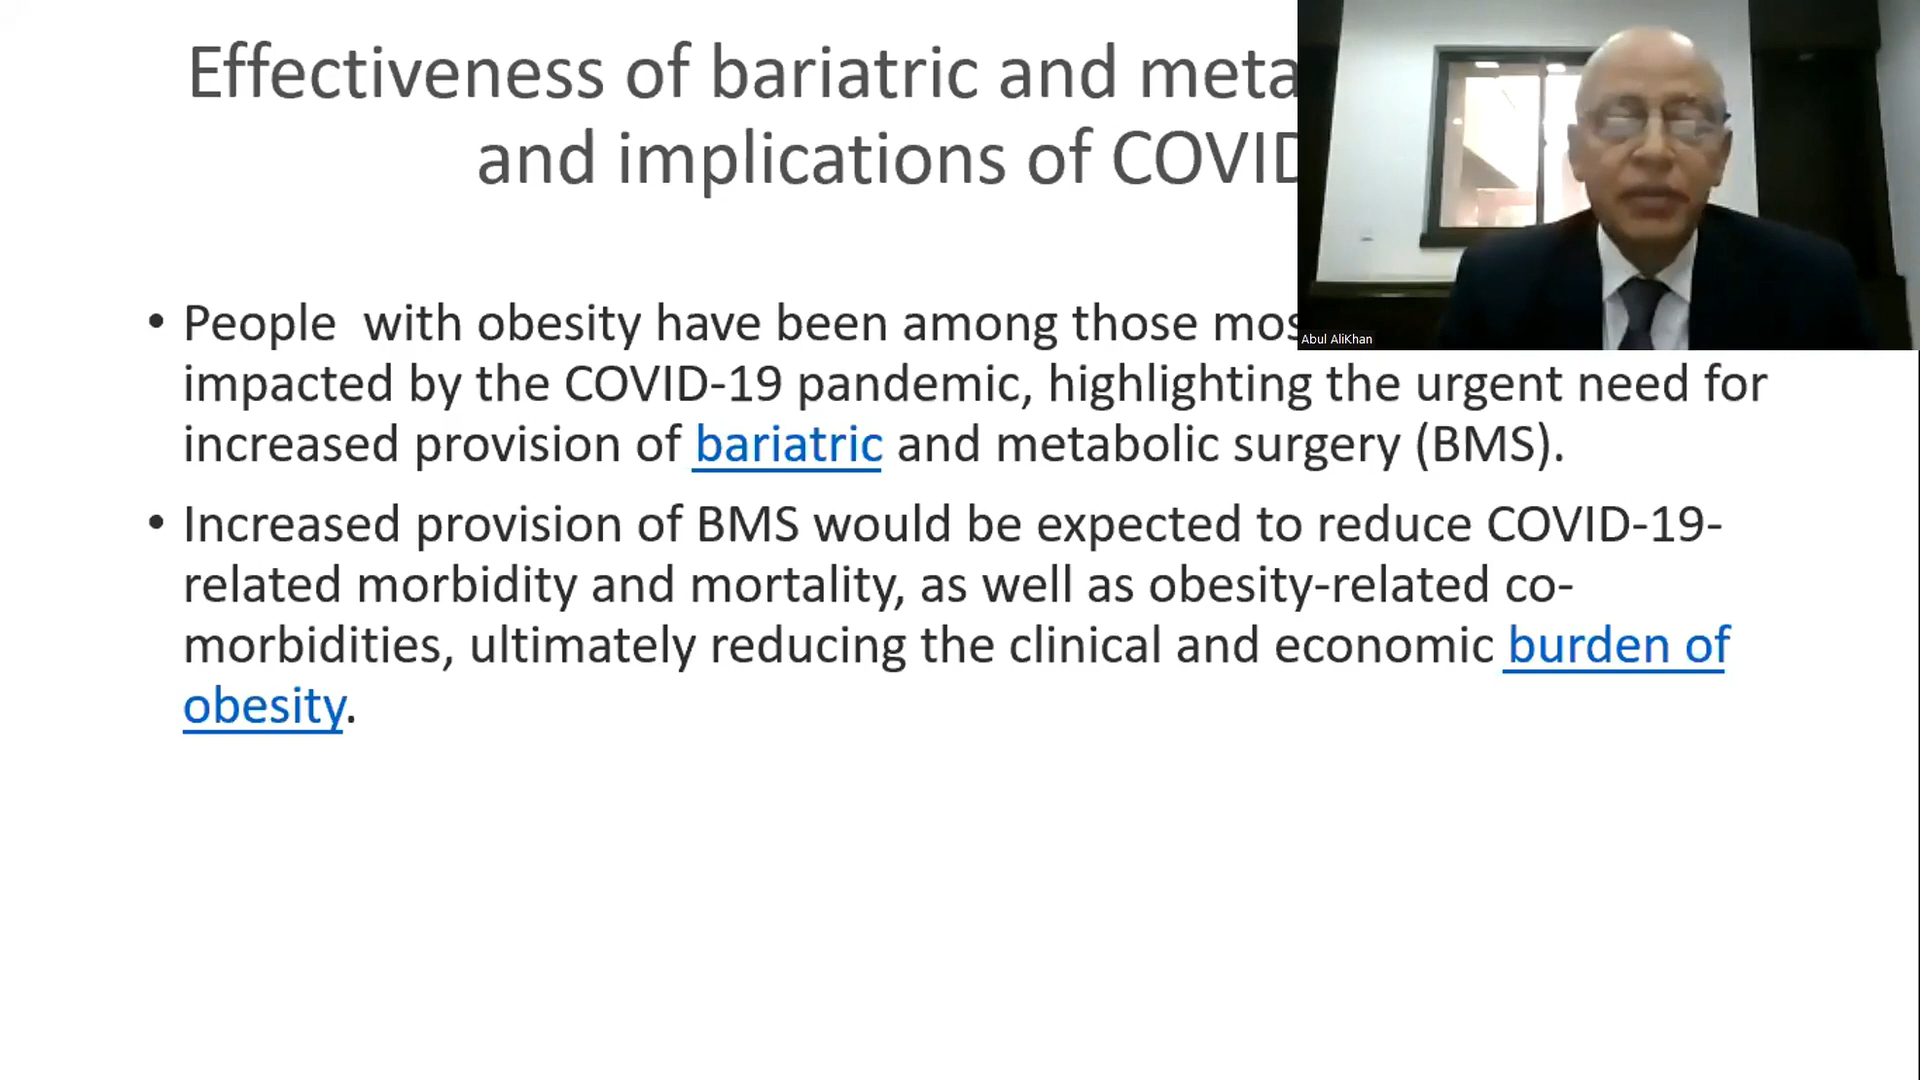 Effectiveness of bariatric and meta
and implications of COVID
• People with obesity have been among those mos
impacted by the COVID-19 pandemic, highlighting the urgent need for
increased provision of bariatric and metabolic surgery (BMS).
• Increased provision of BMS would be expected to reduce COVID-19-
related morbidity and mortality, as well as obesity-related co-
morbidities, ultimately reducing the clinical and economic burden of
obesity.
Abul AliKhan